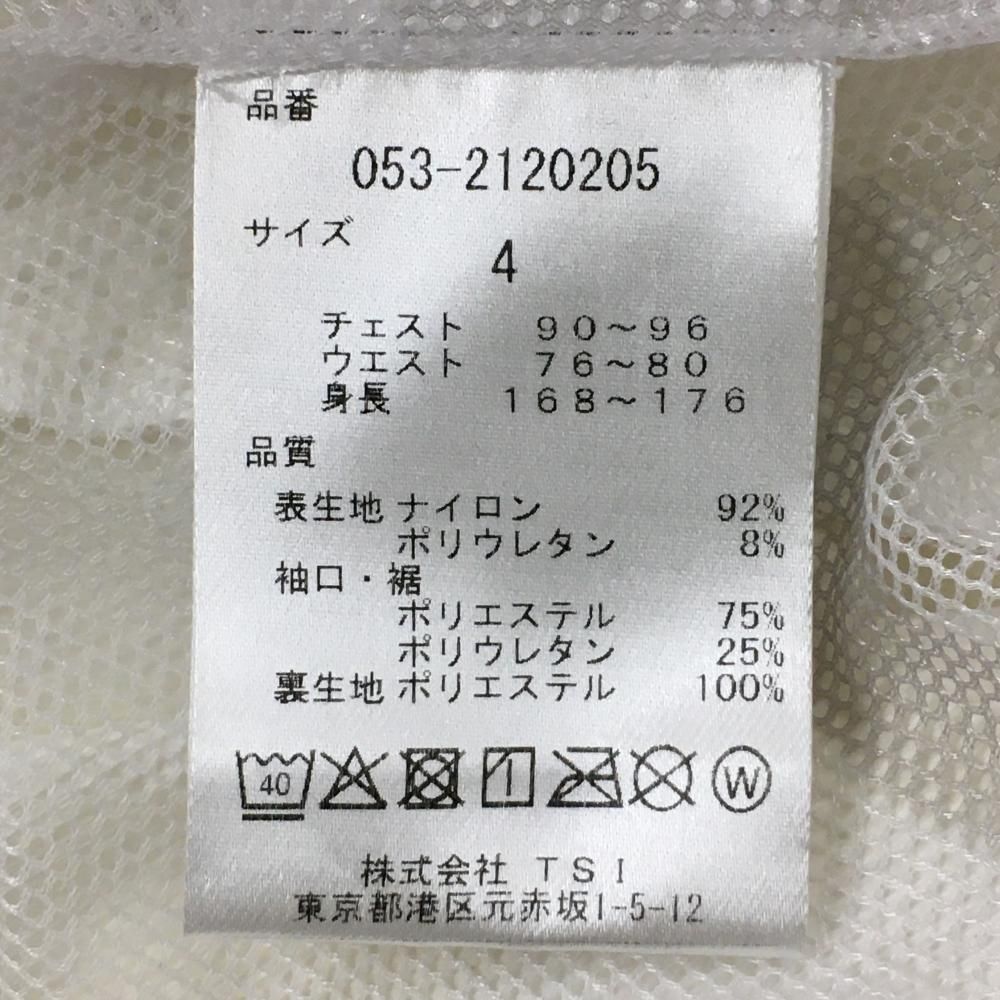 品番
053-2120205
サイズ
4
チェスト 90~96
ウエスト 76~80
身長 168~176
品質
表生地 ナイロン 92%
ポリウレタン 8%
袖口・裾
ポリエステル 75%
ポリウレタン 25%
裏生地 ポリエステル 100%
40 W
株式会社 TSI
東京都港区元赤坂1-5-12